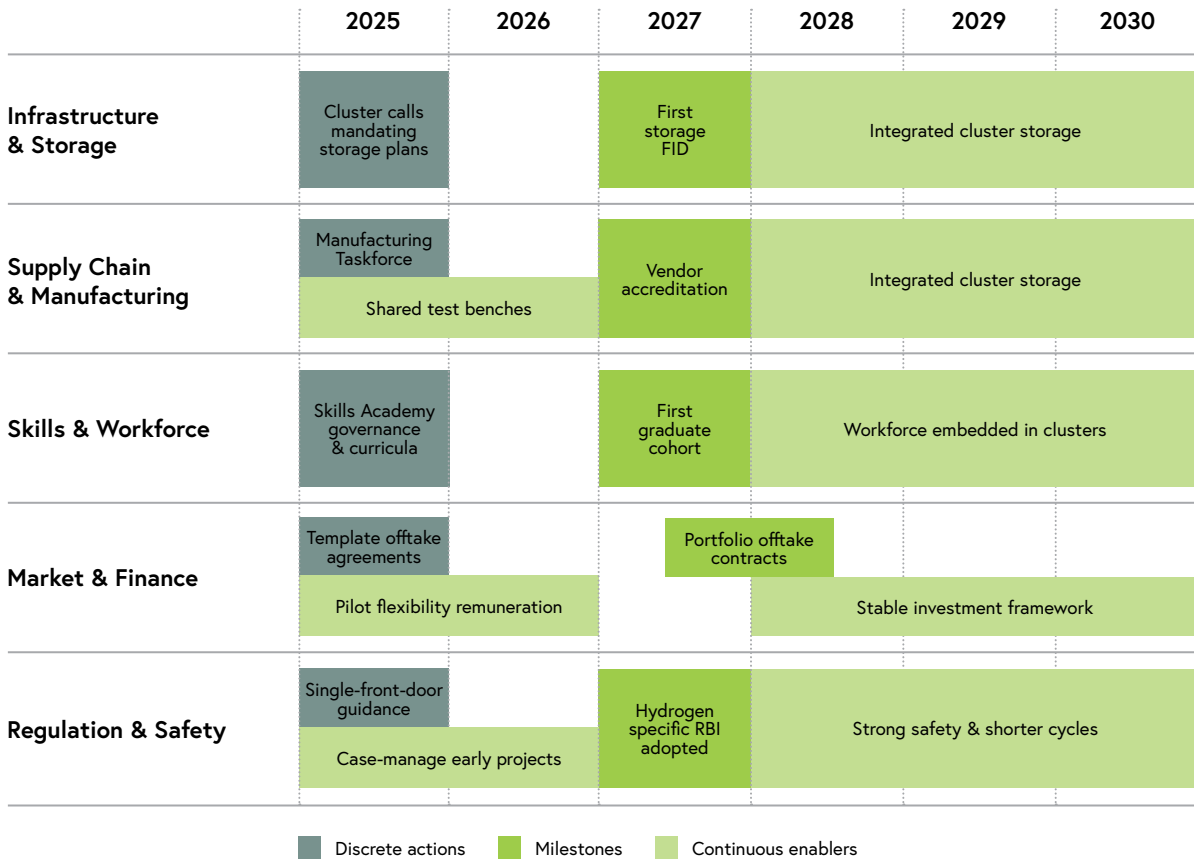 2025 2026 2027 2028 2029 2030
Infrastructure
& Storage
Cluster calls
mandating
storage plans
First
storage
FID
Integrated cluster storage
Supply Chain
& Manufacturing
Manufacturing
Taskforce
Shared test benches
Vendor
accreditation
Integrated cluster storage
Skills & Workforce
Skills Academy
governance
& curricula
First
graduate
cohort
Workforce embedded in clusters
Market & Finance
Template offtake
agreements
Pilot flexibility remuneration
Portfolio offtake
contracts
Stable investment framework
Regulation & Safety
Single-front-door
guidance
Case-manage early projects
Hydrogen
specific RBI
adopted
Strong safety & shorter cycles
Discrete actions
Milestones
Continuous enablers